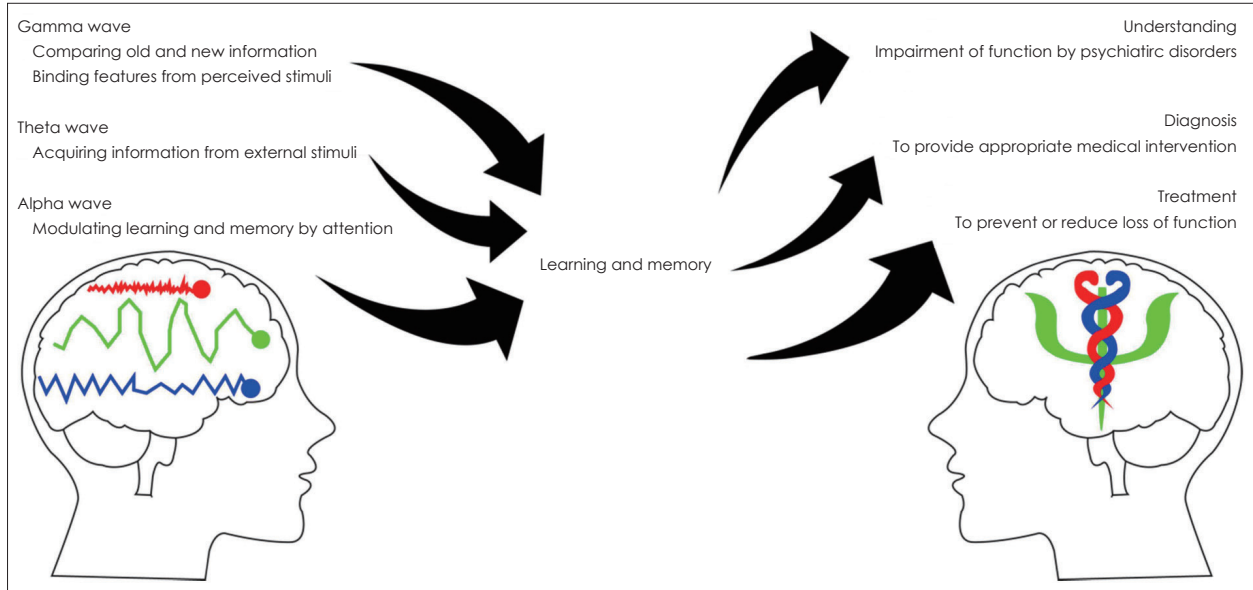 Gamma wave
Comparing old and new information
Binding features from perceived stimuli
Theta wave
Acquiring information from external stimuli
Alpha wave
Modulating learning and memory by attention
Learning and memory
Understanding
Impairment of function by psychiatirc disorders
Diagnosis
To provide appropriate medical intervention
Treatment
To prevent or reduce loss of function